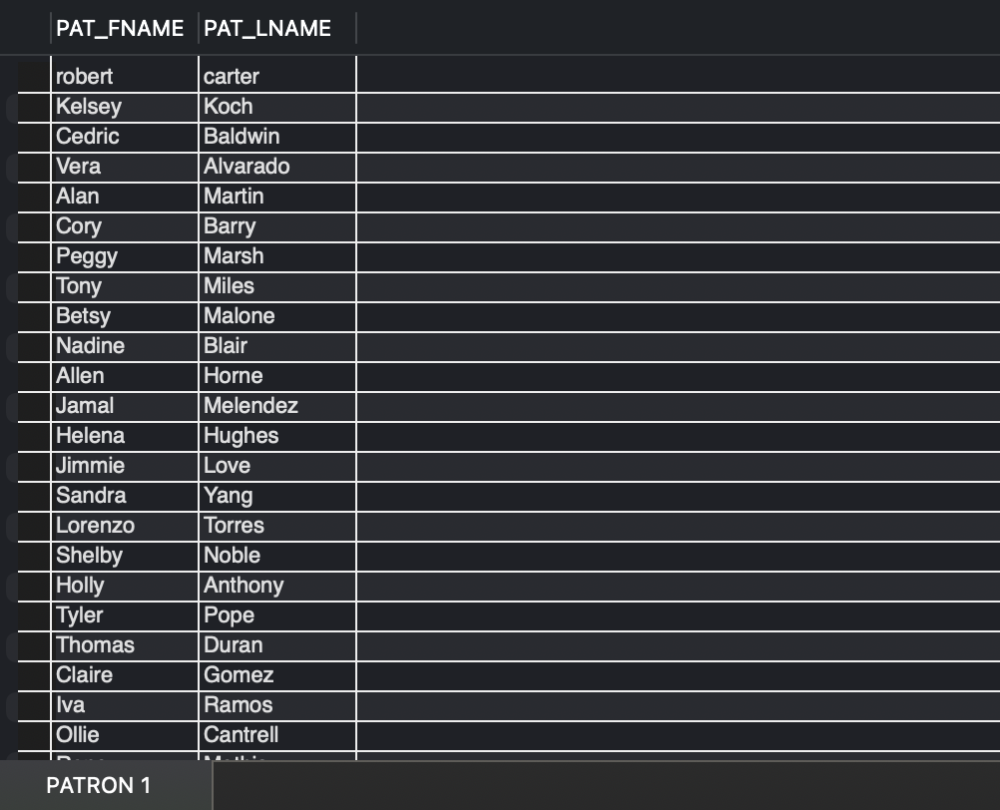 PAT_FNAME PAT_LNAME
robert carter
Kelsey Koch
Cedric Baldwin
Vera Alvarado
Alan Martin
Cory Barry
Peggy Marsh
Tony Miles
Betsy Malone
Nadine Blair
Allen Horne
Jamal Melendez
Helena Hughes
Jimmie Love
Sandra Yang
Lorenzo Torres
Shelby Noble
Holly Anthony
Tyler Pope
Thomas Duran
Claire Gomez
Iva Ramos
Ollie Cantrell
PATRON 1